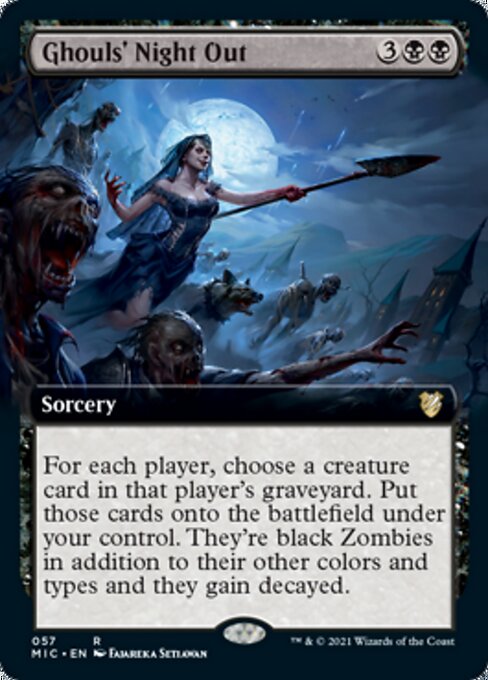 Ghouls' Night Out 3
Sorcery
For each player, choose a creature
card in that player's graveyard. Put
those cards onto the battlefield under
your control. They're black Zombies
in addition to their other colors and
types and they gain decayed.
057 R
MIC • EN Fajareka Setiawan
™ & © 2021 Wizards of the Coast